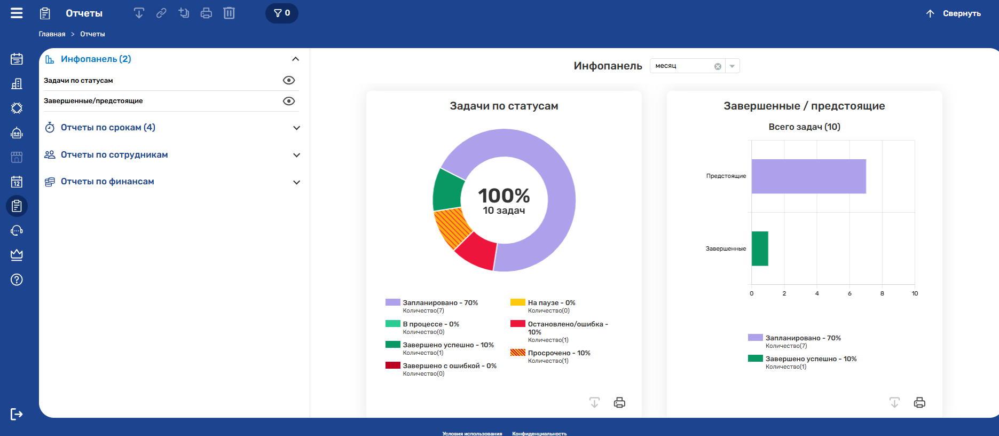 Отчеты
0
Свернуть
Главная > Отчеты
Инфопанель (2)
Задачи по статусам
Завершенные/предстоящие
Отчеты по срокам (4)
Отчеты по сотрудникам
Отчеты по финансам
12
Инфопанель
месяц
Задачи по статусам
100%
10 задач
Запланировано - 70%
Количество(7)
В процессе - 0%
Количество(0)
Завершено успешно - 10%
Количество(1)
Завершено с ошибкой - 0%
Количество(0)
На паузе - 0%
Количество(0)
Остановлено/ошибка -
10%
Количество(1)
Просрочено - 10%
Количество(1)
Завершенные / предстоящие
Всего задач (10)
Предстоящие
Завершенные
0 2 4 6 8 10
Запланировано - 70%
Количество(7)
Завершено успешно - 10%
Количество(1)
Условия использования Конфиденциальность